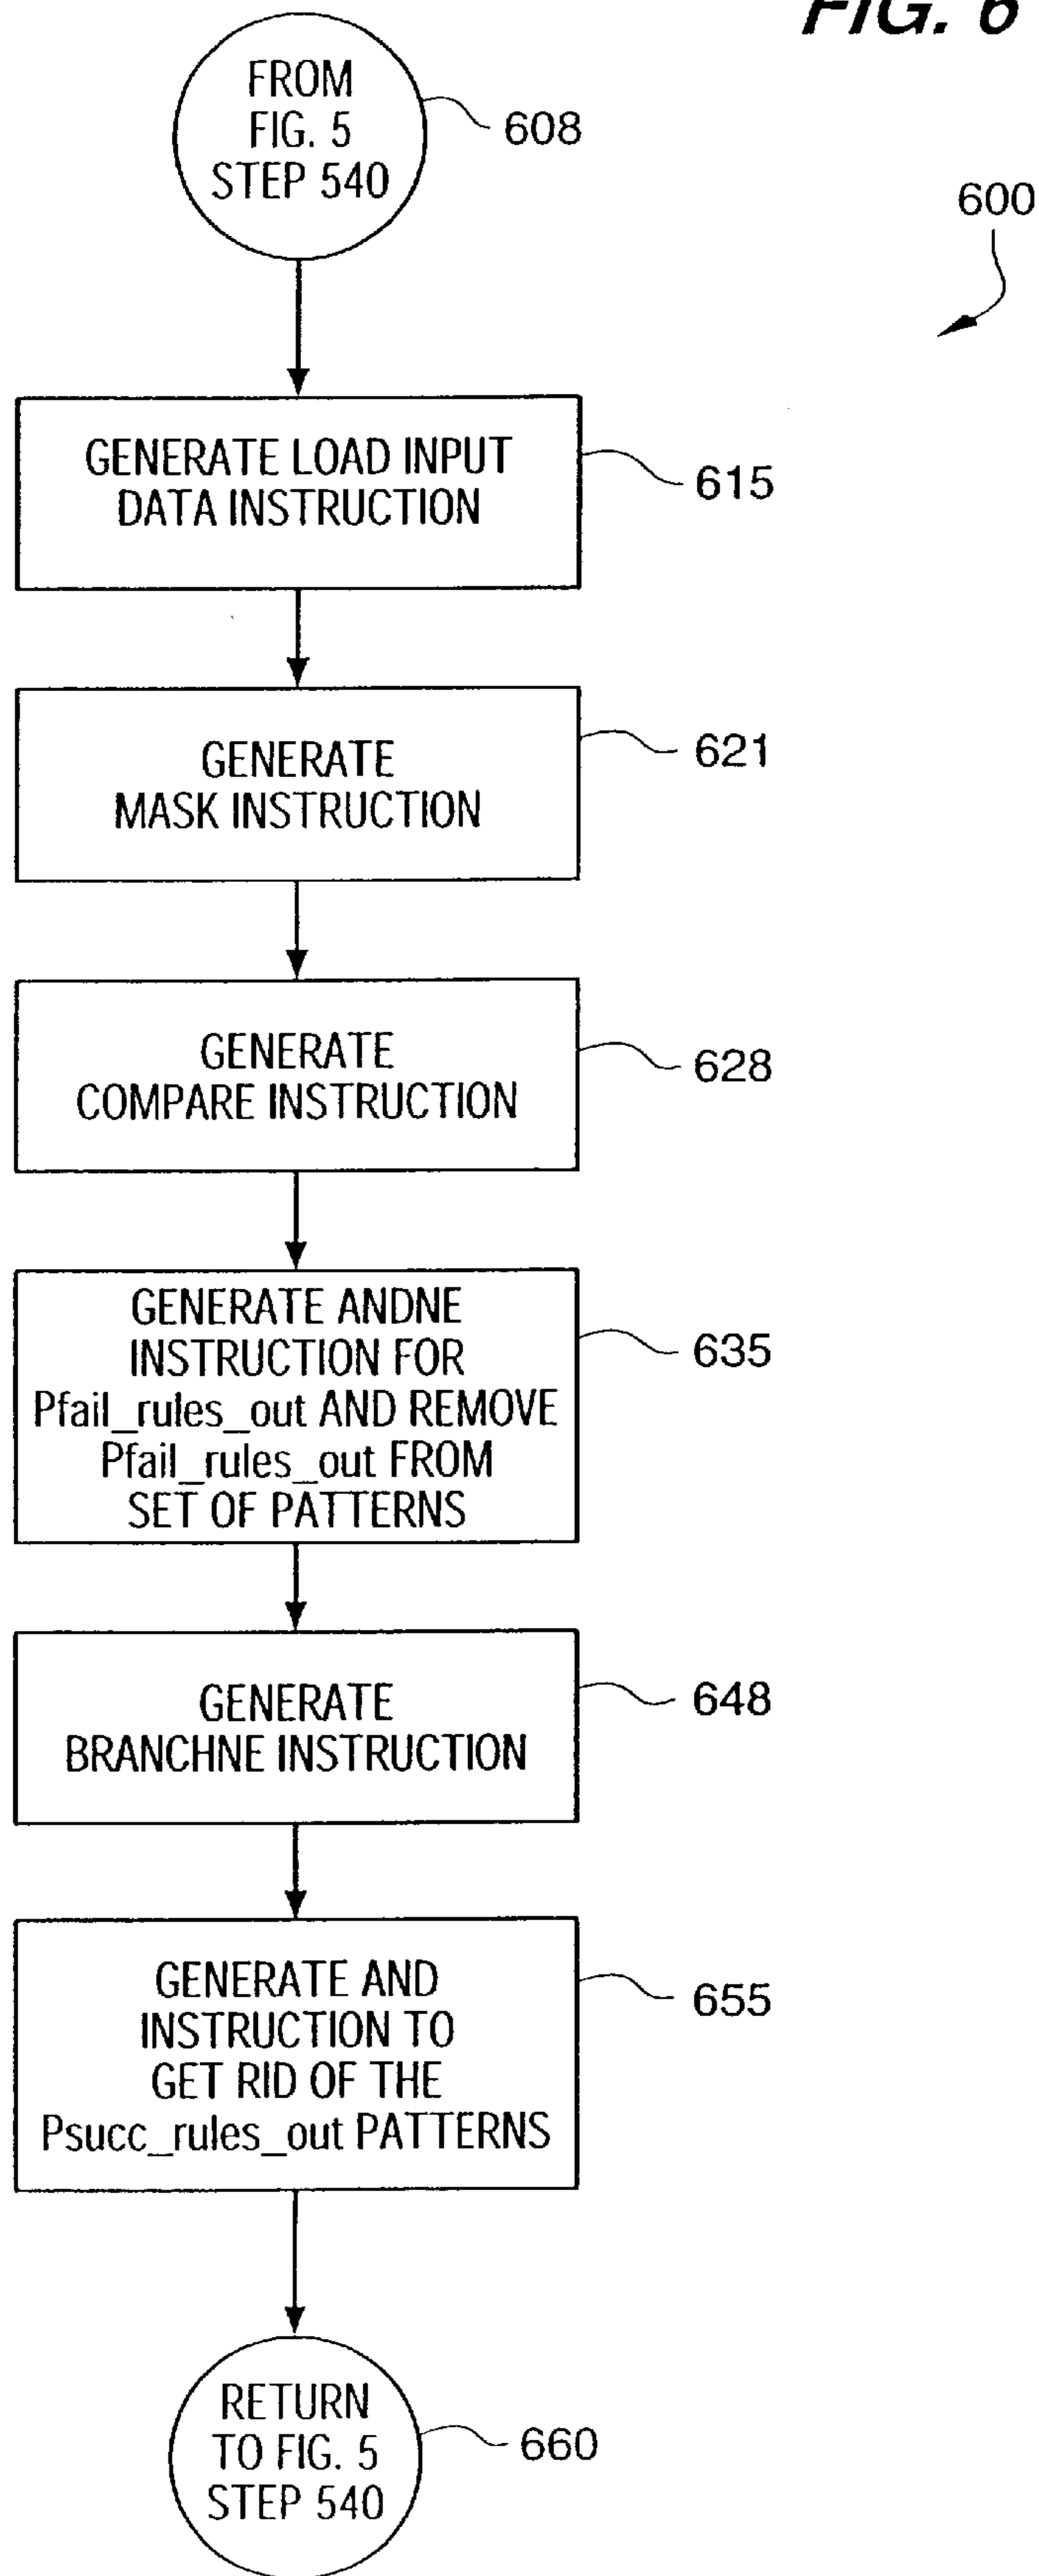 FIG. 6
FROM
FIG. 5
STEP 540
608
600
GENERATE LOAD INPUT
DATA INSTRUCTION
615
GENERATE
MASK INSTRUCTION
621
GENERATE
COMPARE INSTRUCTION
628
GENERATE ANDNE
INSTRUCTION FOR
Pfail_rules_out AND REMOVE
Pfail_rules_out FROM
SET OF PATTERNS
635
GENERATE
BRANCHNE INSTRUCTION
648
GENERATE AND
INSTRUCTION TO
GET RID OF THE
Psucc_rules_out PATTERNS
655
RETURN
TO FIG. 5
STEP 540
660